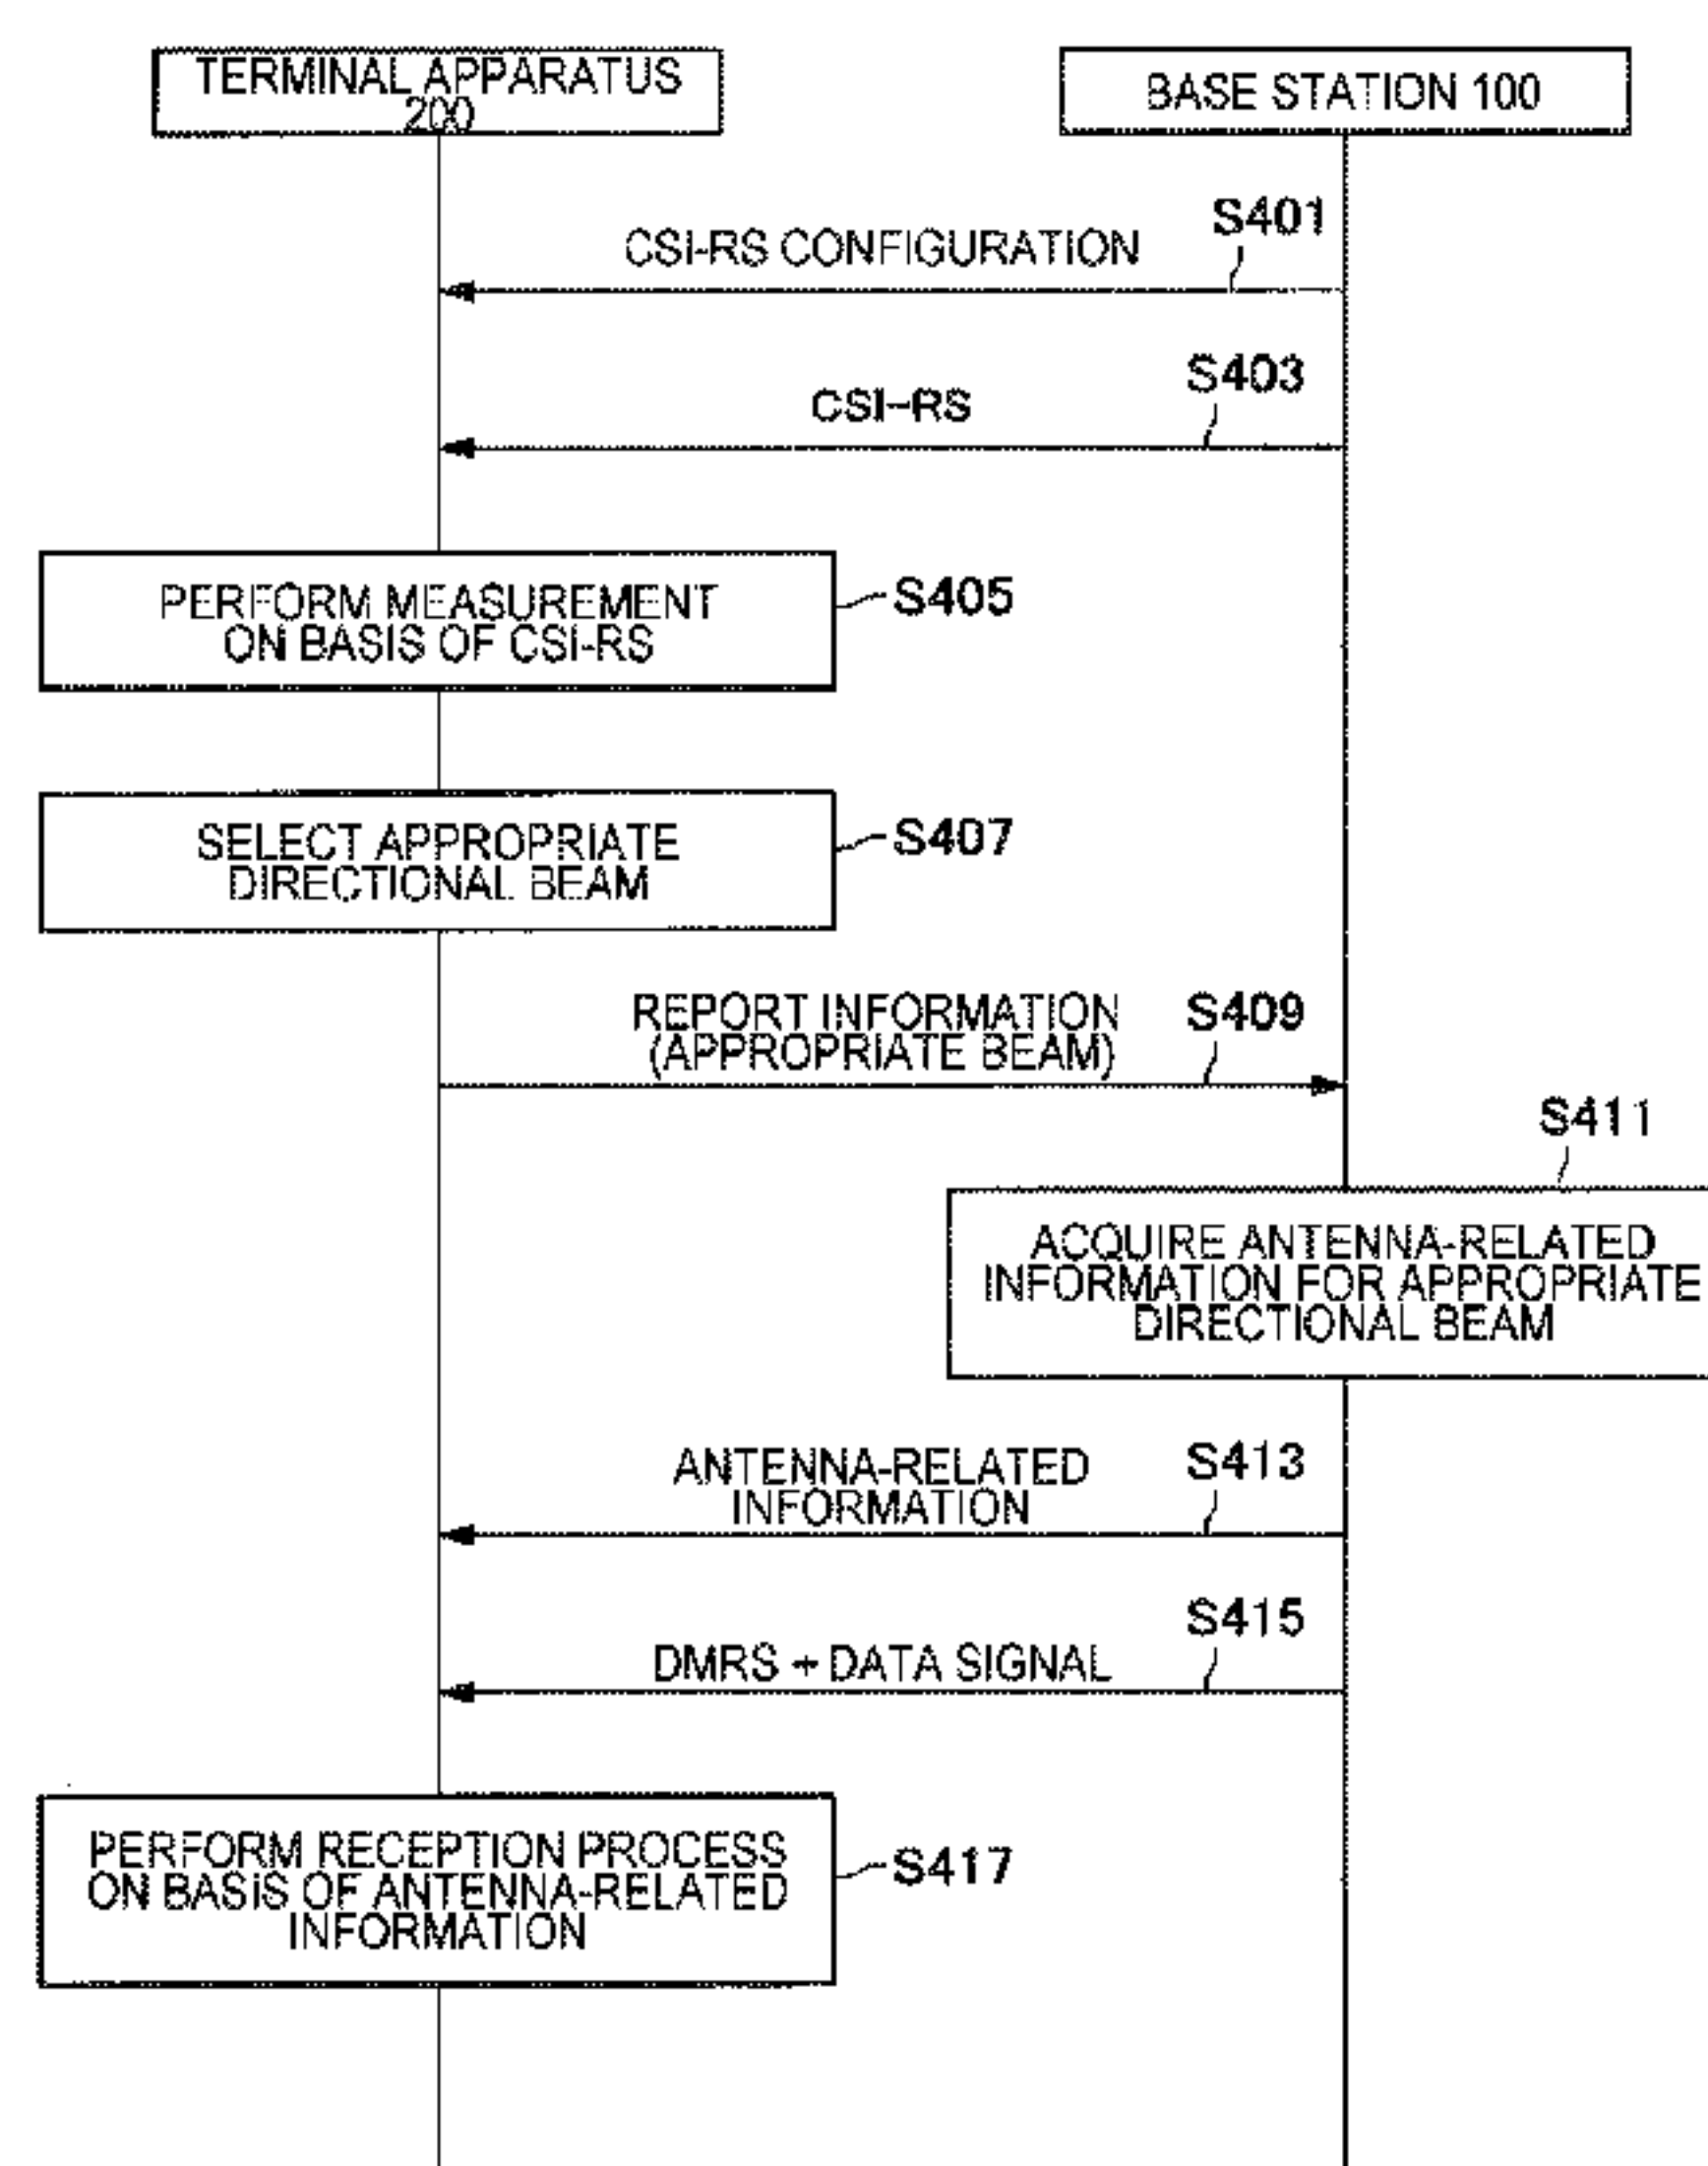 TERMINAL APPARATUS
200
BASE STATION 100
S401
CSI-RS CONFIGURATION
S403
CSI-RS
PERFORM MEASUREMENT
ON BASIS OF CSI-RS
S405
SELECT APPROPRIATE
DIRECTIONAL BEAM
S407
REPORT INFORMATION
(APPROPRIATE BEAM)
S409
S411
ACQUIRE ANTENNA-RELATED
INFORMATION FOR APPROPRIATE
DIRECTIONAL BEAM
ANTENNA-RELATED
INFORMATION
S413
S415
DMRS + DATA SIGNAL
PERFORM RECEPTION PROCESS
ON BASIS OF ANTENNA-RELATED
INFORMATION
S417